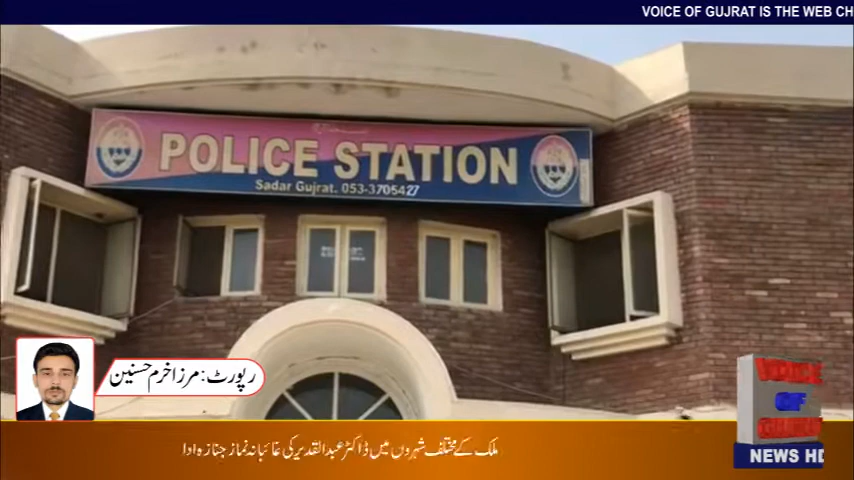 VOICE OF GUJRAT IS THE WEB CH
POLICE STATION
Sadar Gujrat. 053-3705427
رپورٹ: مرزا خرم حسنین
VOICE
OF
NEWS HD
ملک کے مختلف شہروں میں ڈاکٹر عبدالقدیر کی غائبانہ نماز جنازہ ادا